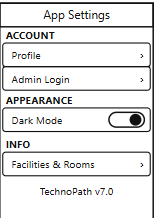 App Settings
ACCOUNT
Profile ›
Admin Login ›
APPEARANCE
Dark Mode
INFO
Facilities & Rooms ›
TechnoPath v7.0